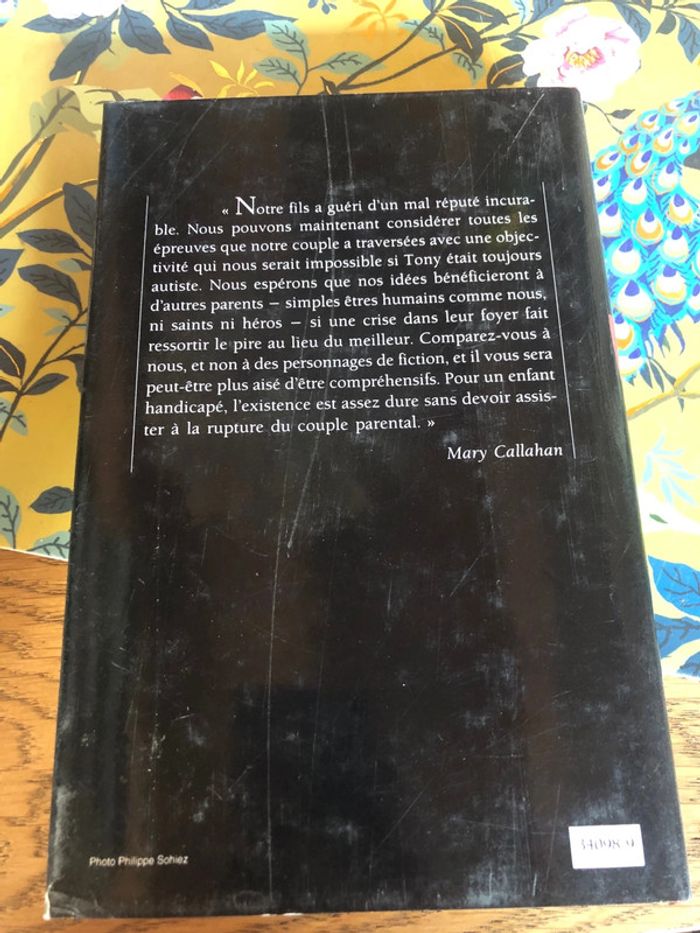 « Notre fils a guéri d'un mal réputé incura-
ble. Nous pouvons maintenant considérer toutes les
épreuves que notre couple a traversées avec une objec-
tivité qui nous serait impossible si Tony était toujours
autiste. Nous espérons que nos idées bénéficieront à
d'autres parents – simples êtres humains comme nous,
ni saints ni héros – si une crise dans leur foyer fait
ressortir le pire au lieu du meilleur. Comparez-vous à
nous, et non à des personnages de fiction, et il vous sera
peut-être plus aisé d'être compréhensifs. Pour un enfant
handicapé, l'existence est assez dure sans devoir assis-
ter à la rupture du couple parental. »
Mary Callahan
Photo Philippe Sohiez
34098.9